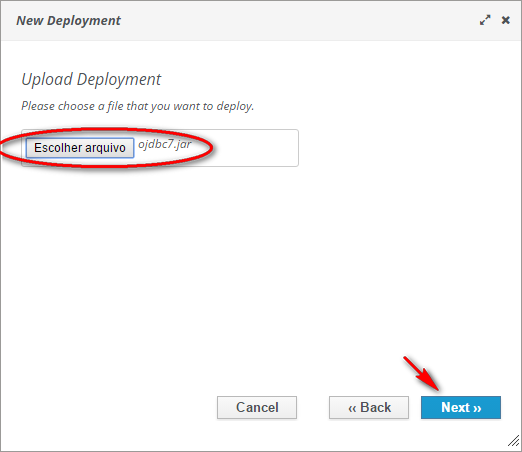 New Deployment
Upload Deployment
Please choose a file that you want to deploy.
Escolher arquivo ojdbc7.jar
Cancel ‹‹ Back Next ››